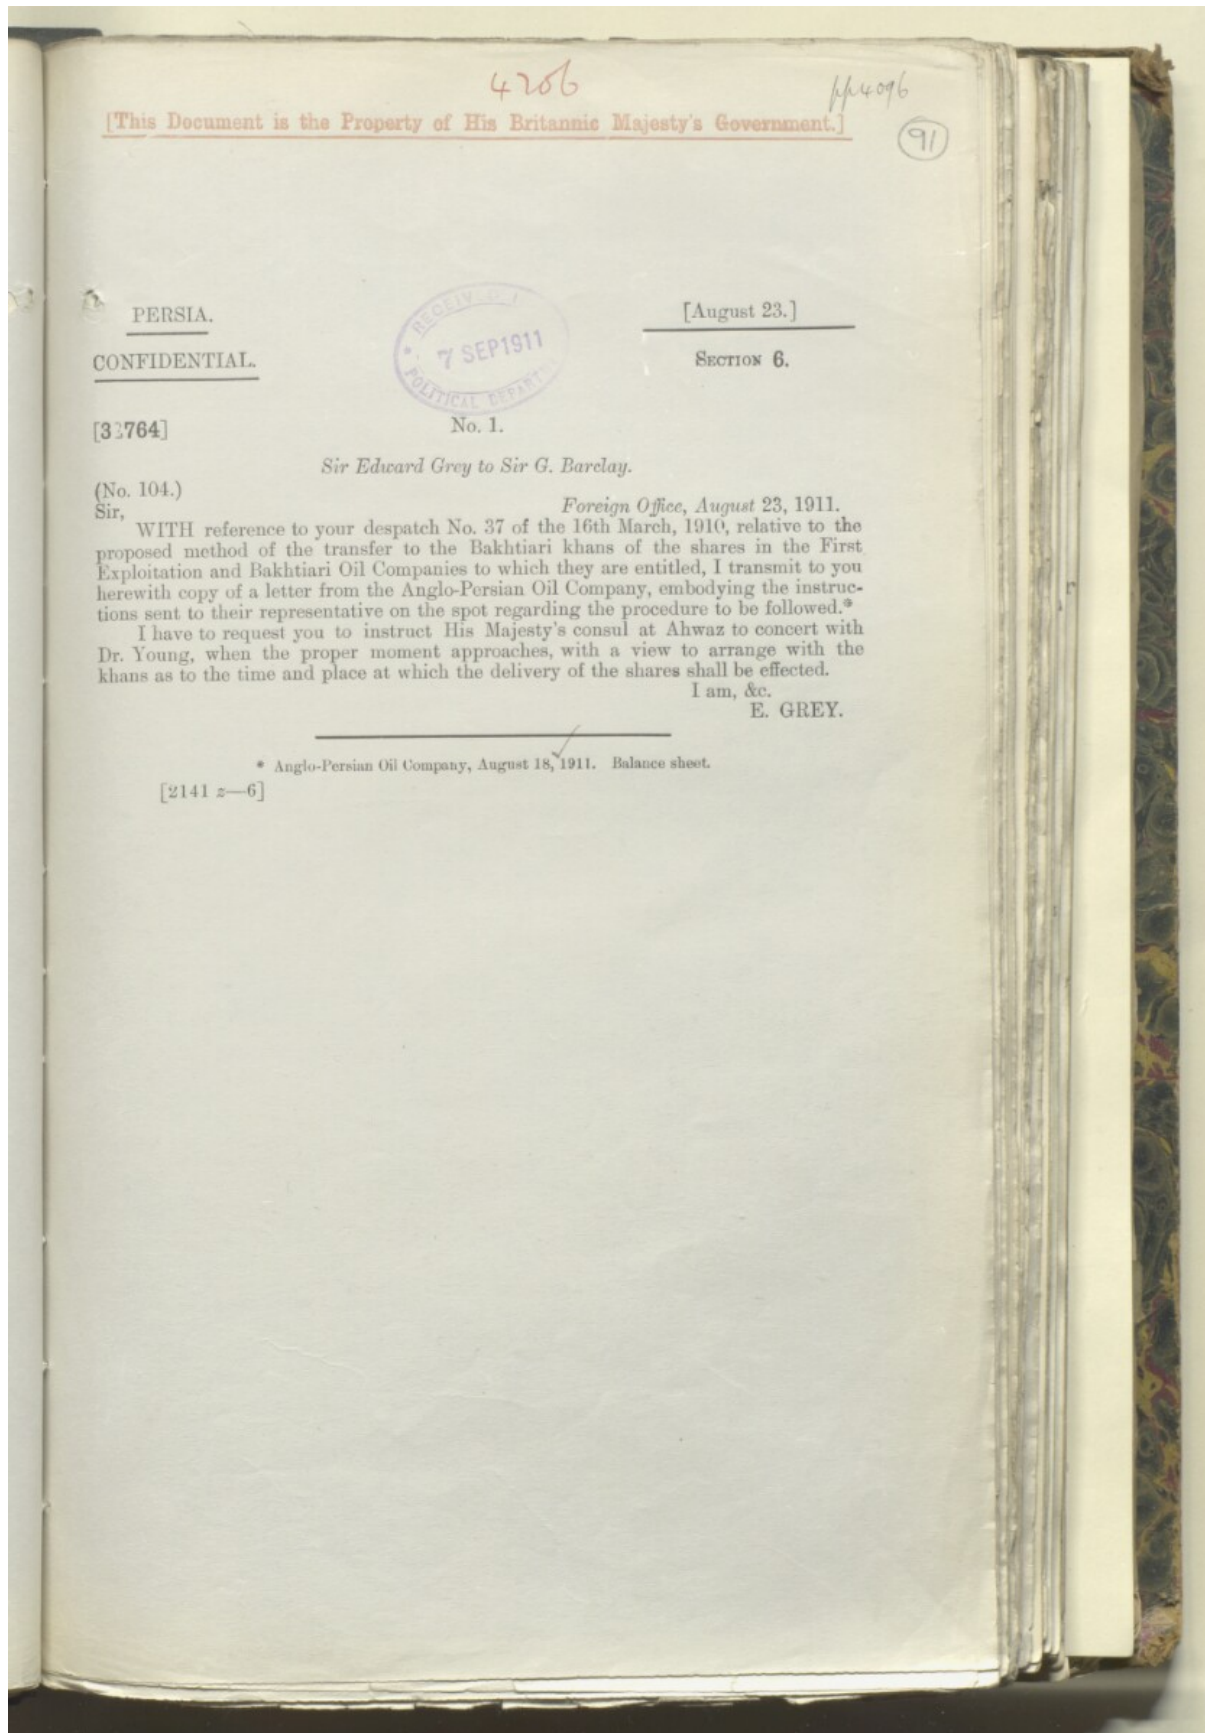 4206
pp 4096
[This Document is the Property of His Britannic Majesty's Government.]
91
PERSIA.
[August 23.]
CONFIDENTIAL.
SECTION 6.
* RECEIVED *
7 SEP 1911
POLITICAL DEPART
No. 1.
Sir Edward Grey to Sir G. Barclay.
(No. 104.)
Sir,
Foreign Office, August 23, 1911.
WITH reference to your despatch No. 37 of the 16th March, 1910, relative to the
proposed method of the transfer to the Bakhtiari khans of the shares in the First
Exploitation and Bakhtiari Oil Companies to which they are entitled, I transmit to you
herewith copy of a letter from the Anglo-Persian Oil Company, embodying the instruc-
tions sent to their representative on the spot regarding the procedure to be followed.*
I have to request you to instruct His Majesty's consul at Ahwaz to concert with
Dr. Young, when the proper moment approaches, with a view to arrange with the
khans as to the time and place at which the delivery of the shares shall be effected.
I am, &c.
E. GREY.
* Anglo-Persian Oil Company, August 18, 1911. Balance sheet.
[2141 z—6]